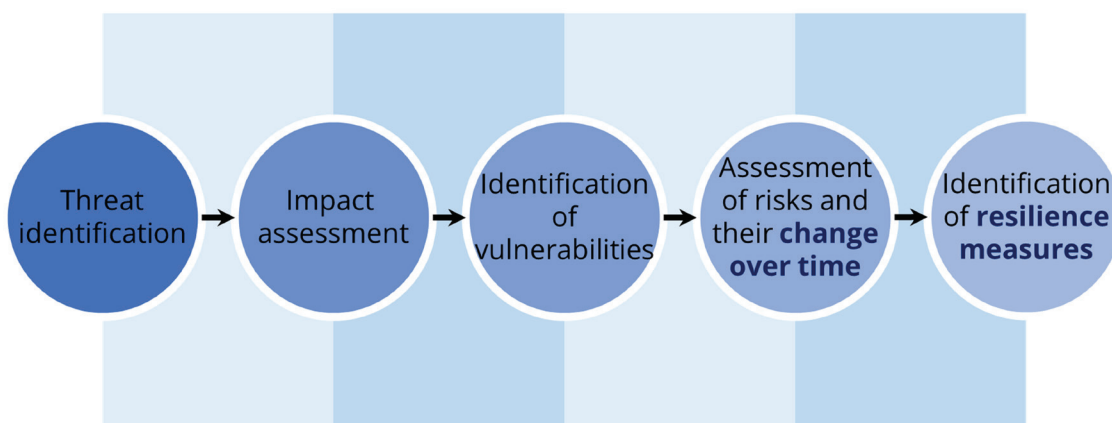 Threat
identification
Impact
assessment
Identification
of
vulnerabilities
Assessment
of risks and
their change
over time
Identification
of resilience
measures